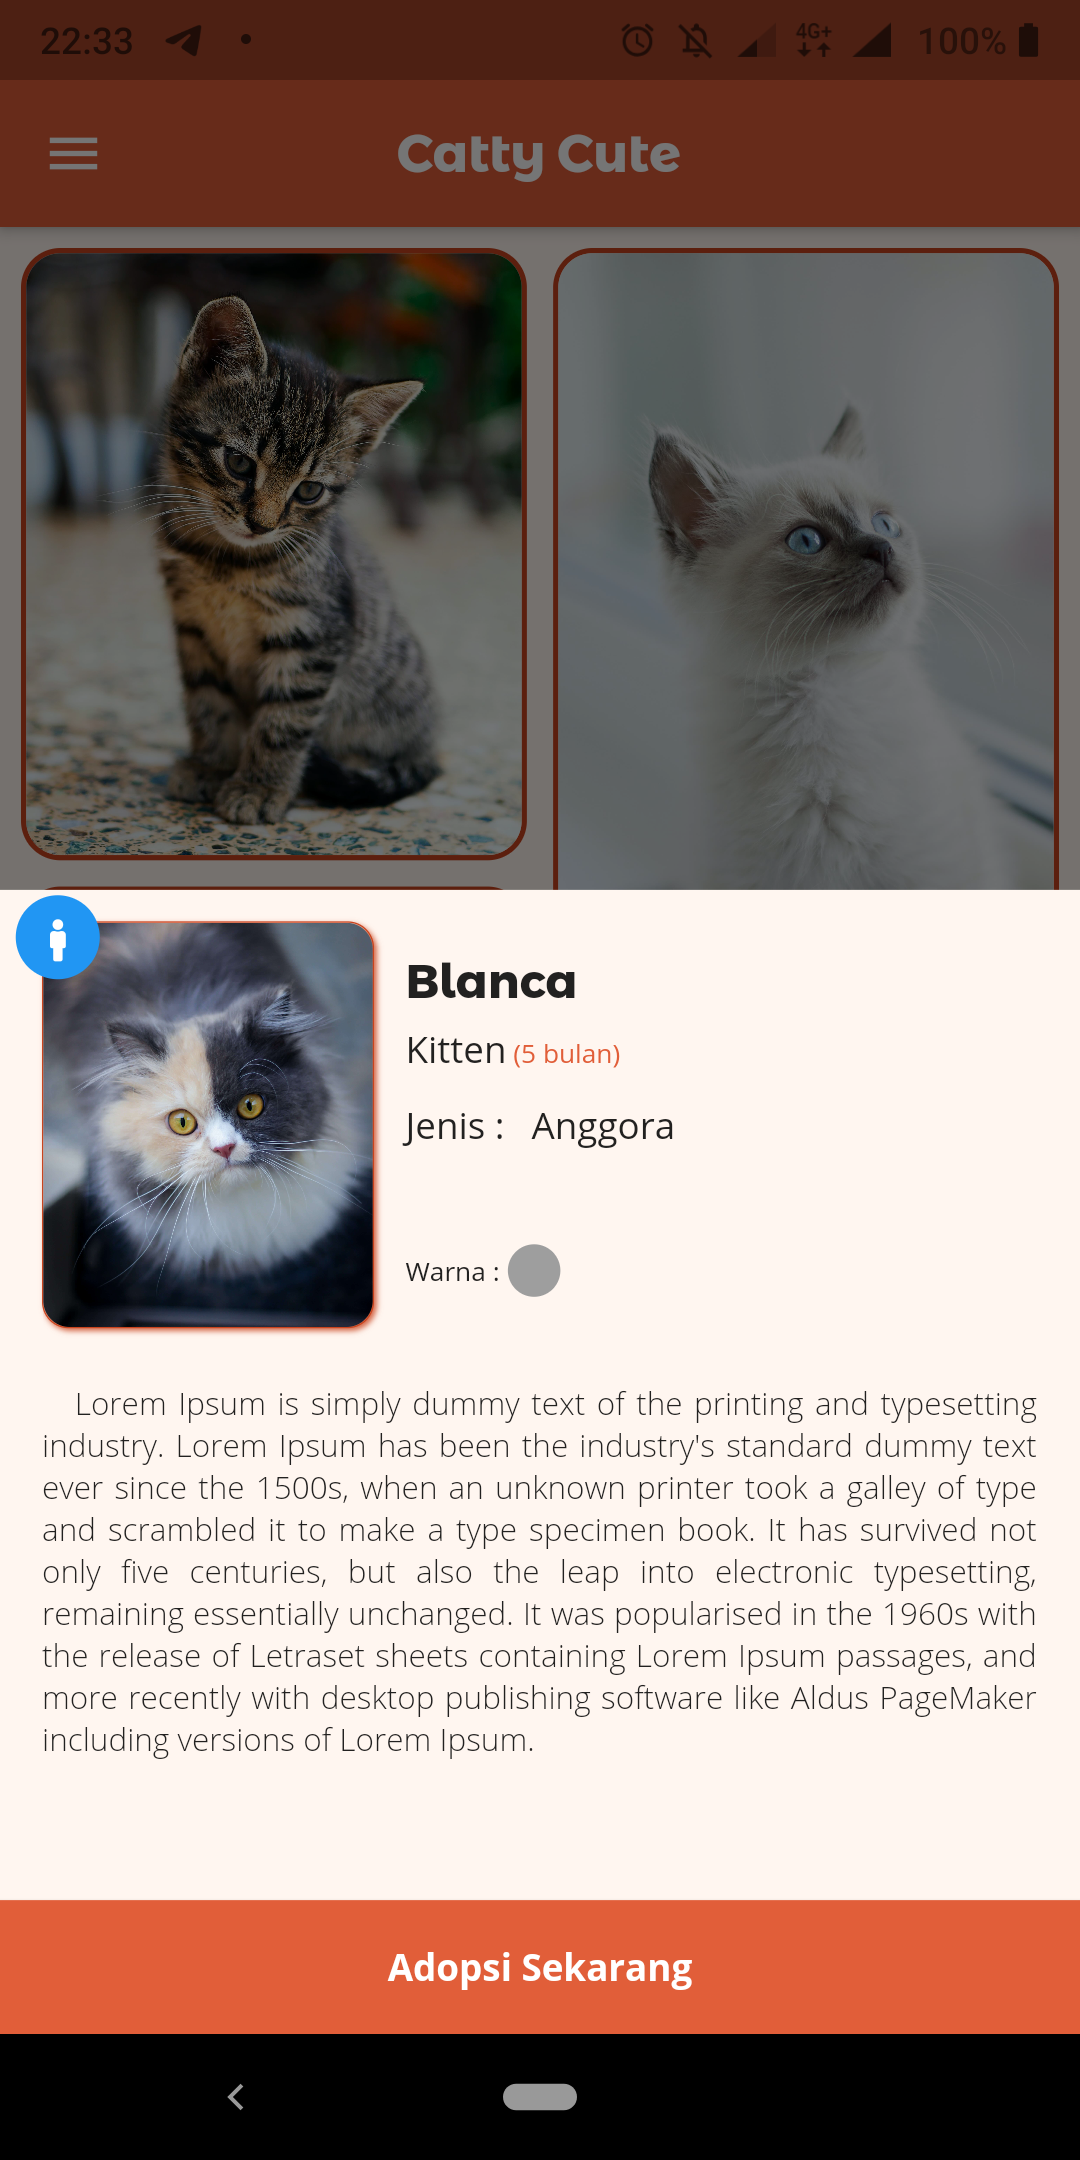 22:33
4G+
100%
Catty Cute
Blanca
Kitten (5 bulan)
Jenis : Anggora
Warna :
Lorem Ipsum is simply dummy text of the printing and typesetting
industry. Lorem Ipsum has been the industry's standard dummy text
ever since the 1500s, when an unknown printer took a galley of type
and scrambled it to make a type specimen book. It has survived not
only five centuries, but also the leap into electronic typesetting,
remaining essentially unchanged. It was popularised in the 1960s with
the release of Letraset sheets containing Lorem Ipsum passages, and
more recently with desktop publishing software like Aldus PageMaker
including versions of Lorem Ipsum.
Adopsi Sekarang